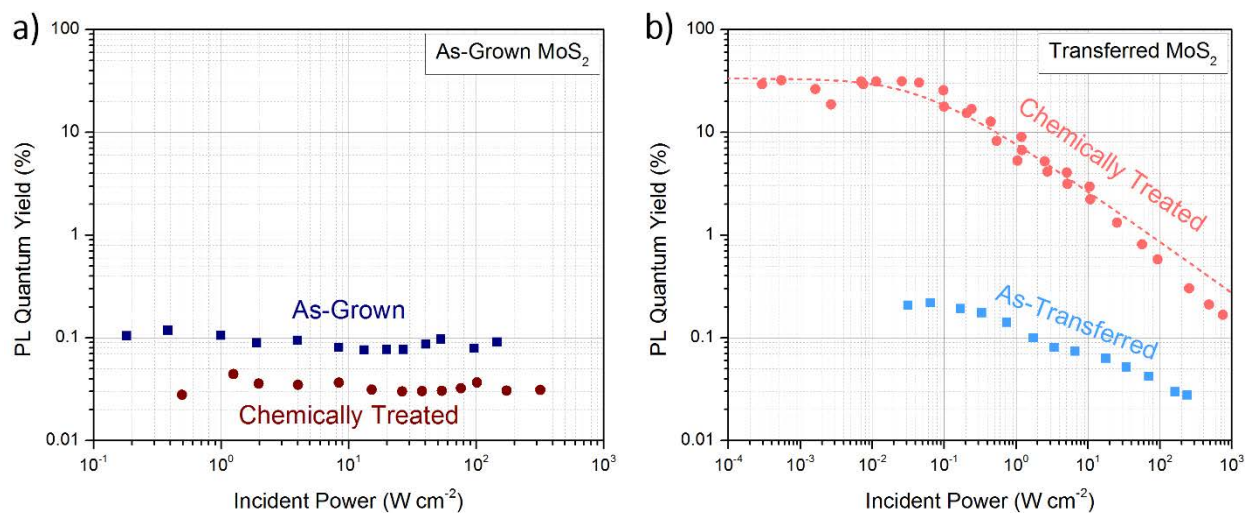 a)
As-Grown MoS₂
PL Quantum Yield (%)
100
10
1
0.1
0.01
As-Grown
Chemically Treated
10⁻¹ 10⁰ 10¹ 10² 10³
Incident Power (W cm⁻²)
b)
Transferred MoS₂
PL Quantum Yield (%)
100
10
1
0.1
0.01
Chemically Treated
As-Transferred
10⁻⁴ 10⁻³ 10⁻² 10⁻¹ 10⁰ 10¹ 10² 10³
Incident Power (W cm⁻²)